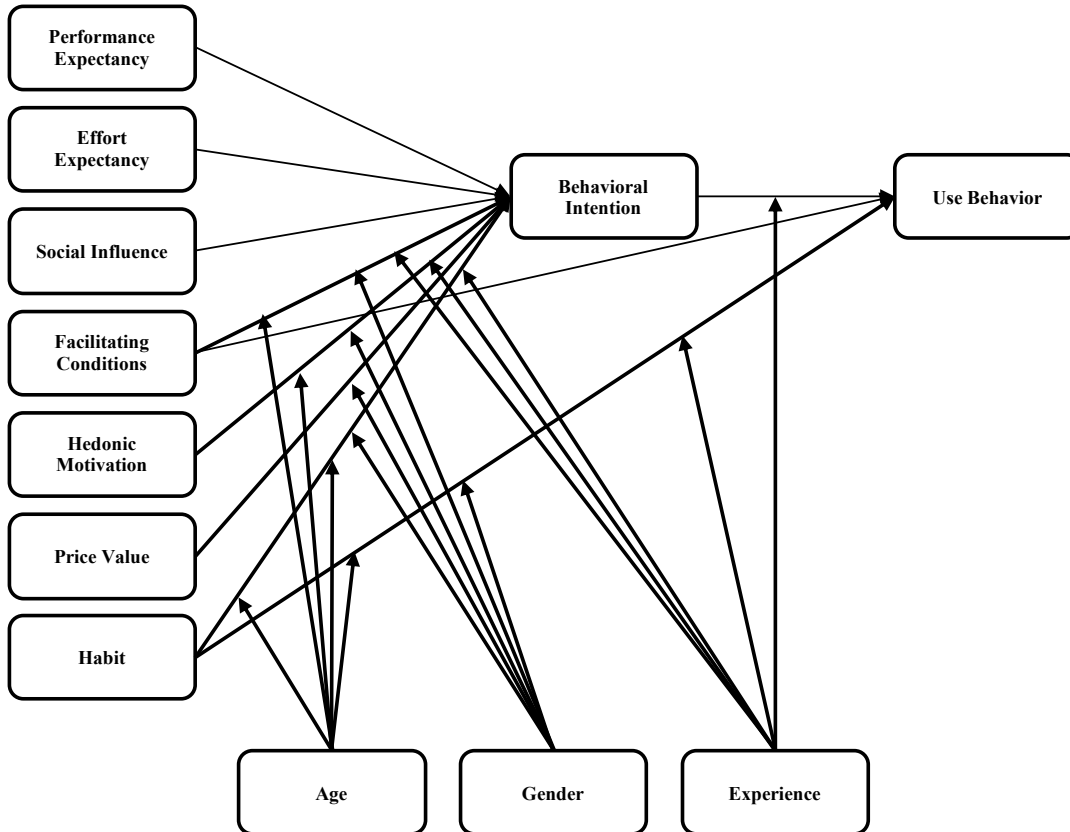 Performance
Expectancy
Effort
Expectancy
Social Influence
Facilitating
Conditions
Hedonic
Motivation
Price Value
Habit
Behavioral
Intention
Use Behavior
Age
Gender
Experience